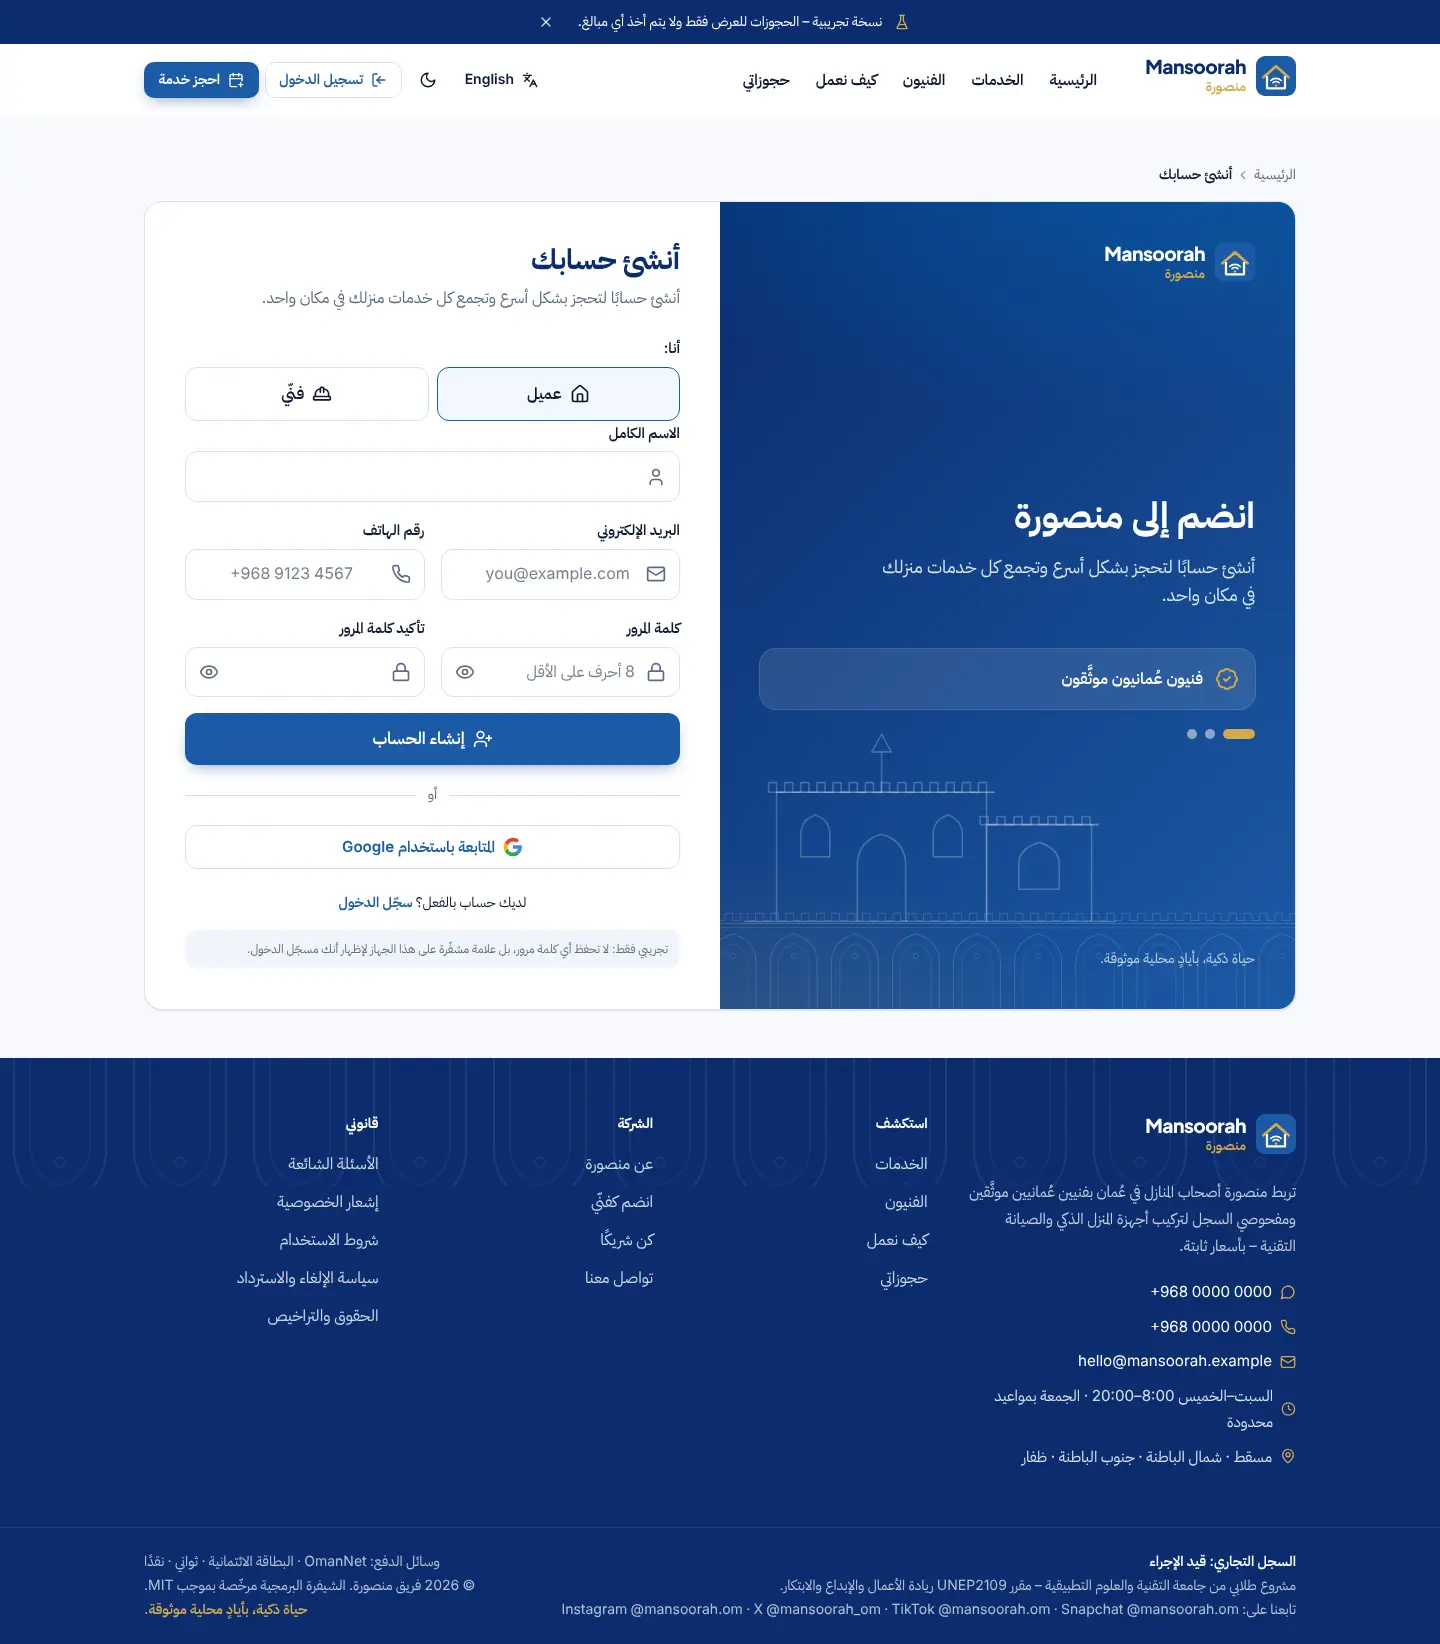 نسخة تجريبية – الحجوزات للعرض فقط ولا يتم أخذ أي مبالغ.
Mansoorah
منصورة
الرئيسية
الخدمات
الفنيون
كيف نعمل
حجوزاتي
English
تسجيل الدخول
احجز خدمة
الرئيسية
أنشئ حسابك
Mansoorah
منصورة
انضم إلى منصورة
أنشئ حسابًا لتحجز بشكل أسرع وتجمع كل خدمات منزلك
في مكان واحد.
فنيون عُمانيون موثَّقون
حياة ذكية، بأيادٍ محلية موثوقة.
أنشئ حسابك
أنشئ حسابًا لتحجز بشكل أسرع وتجمع كل خدمات منزلك في مكان واحد.
أنا:
عميل
فنّي
الاسم الكامل
البريد الإلكتروني
رقم الهاتف
you@example.com
+968 9123 4567
كلمة المرور
تأكيد كلمة المرور
8 أحرف على الأقل
إنشاء الحساب
أو
المتابعة باستخدام Google
لديك حساب بالفعل؟ سجّل الدخول
تجريبي فقط: لا نحفظ أي كلمة مرور، بل علامة مشفّرة على هذا الجهاز لإظهار أنك مسجّل الدخول.
Mansoorah
منصورة
تربط منصورة أصحاب المنازل في عُمان بفنيين عُمانيين موثَّقين
ومفحوصي السجل لتركيب أجهزة المنزل الذكي والصيانة
التقنية – بأسعار ثابتة.
+968 0000 0000
+968 0000 0000
hello@mansoorah.example
السبت–الخميس 8:00–20:00 · الجمعة بمواعيد
محدودة
مسقط · شمال الباطنة · جنوب الباطنة · ظفار
استكشف
الخدمات
الفنيون
كيف نعمل
حجوزاتي
الشركة
عن منصورة
انضم كفنّي
كن شريكًا
تواصل معنا
قانوني
الأسئلة الشائعة
إشعار الخصوصية
شروط الاستخدام
سياسة الإلغاء والاسترداد
الحقوق والتراخيص
السجل التجاري: قيد الإجراء
مشروع طلابي من جامعة التقنية والعلوم التطبيقية – مقرر UNEP2109 ريادة الأعمال والإبداع والابتكار.
تابعنا على: Instagram @mansoorah.om · X @mansoorah_om · TikTok @mansoorah.om · Snapchat @mansoorah.om
وسائل الدفع: OmanNet · البطاقة الائتمانية · ثواني · نقدًا
© 2026 فريق منصورة. الشيفرة البرمجية مرخّصة بموجب MIT.
حياة ذكية، بأيادٍ محلية موثوقة.